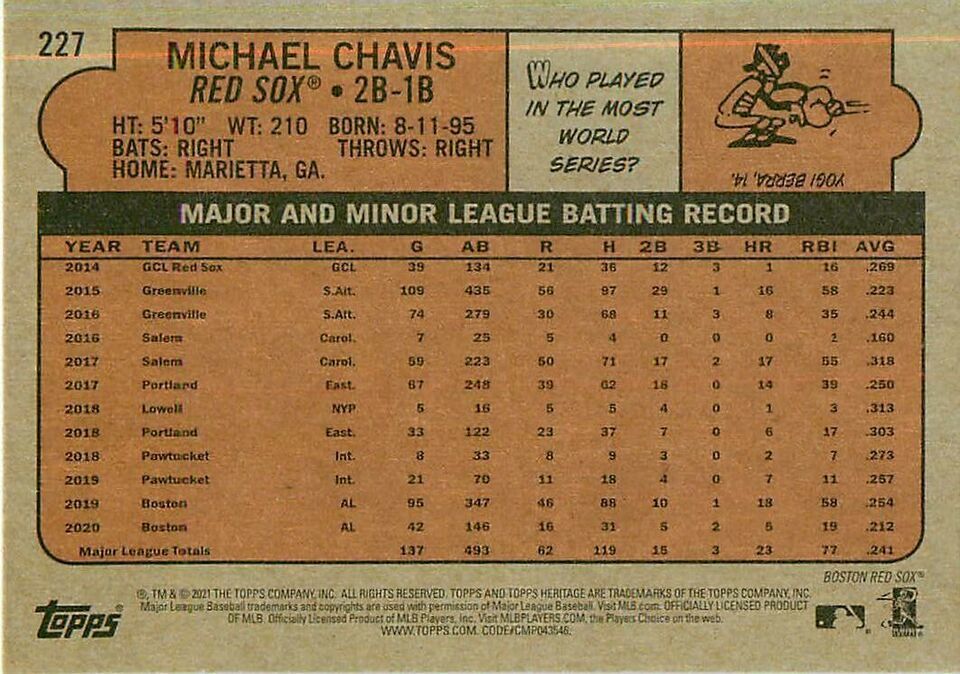 227
MICHAEL CHAVIS
RED SOX® • 2B-1B
HT: 5'10" WT: 210 BORN: 8-11-95
BATS: RIGHT THROWS: RIGHT
HOME: MARIETTA, GA.
WHO PLAYED
IN THE MOST
WORLD
SERIES?
YOGI BERRA, 14.
MAJOR AND MINOR LEAGUE BATTING RECORD
YEAR TEAM LEA. G AB R H 2B 3B HR RBI AVG
2014 GCL Red Sox GCL 39 134 21 36 12 3 1 16 .269
2015 Greenville S.Atl. 109 435 56 97 29 1 16 58 .223
2016 Greenville S.Atl. 74 279 30 68 11 3 8 35 .244
2016 Salem Carol. 7 25 5 4 0 0 0 2 .160
2017 Salem Carol. 59 223 50 71 17 2 17 55 .318
2017 Portland East. 67 248 39 62 18 0 14 39 .250
2018 Lowell NYP 5 16 5 5 4 0 1 3 .313
2018 Portland East. 33 122 23 37 7 0 6 17 .303
2018 Pawtucket Int. 8 33 8 9 3 0 2 7 .273
2019 Pawtucket Int. 21 70 11 18 4 0 7 11 .257
2019 Boston AL 95 347 46 88 10 1 18 58 .254
2020 Boston AL 42 146 16 31 5 2 5 19 .212
Major League Totals 137 493 62 119 15 3 23 77 .241
BOSTON RED SOX®
®, TM & © 2021 THE TOPPS COMPANY, INC. ALL RIGHTS RESERVED. TOPPS AND TOPPS HERITAGE ARE TRADEMARKS OF THE TOPPS COMPANY, INC.
Major League Baseball trademarks and copyrights are used with permission of Major League Baseball. Visit MLB.com. OFFICIALLY LICENSED PRODUCT
OF MLB. Officially Licensed Product of MLB Players, Inc. Visit MLBPLAYERS.COM, the Players Choice on the web.
WWW.TOPPS.COM. CODE#CMP043546.
Topps®